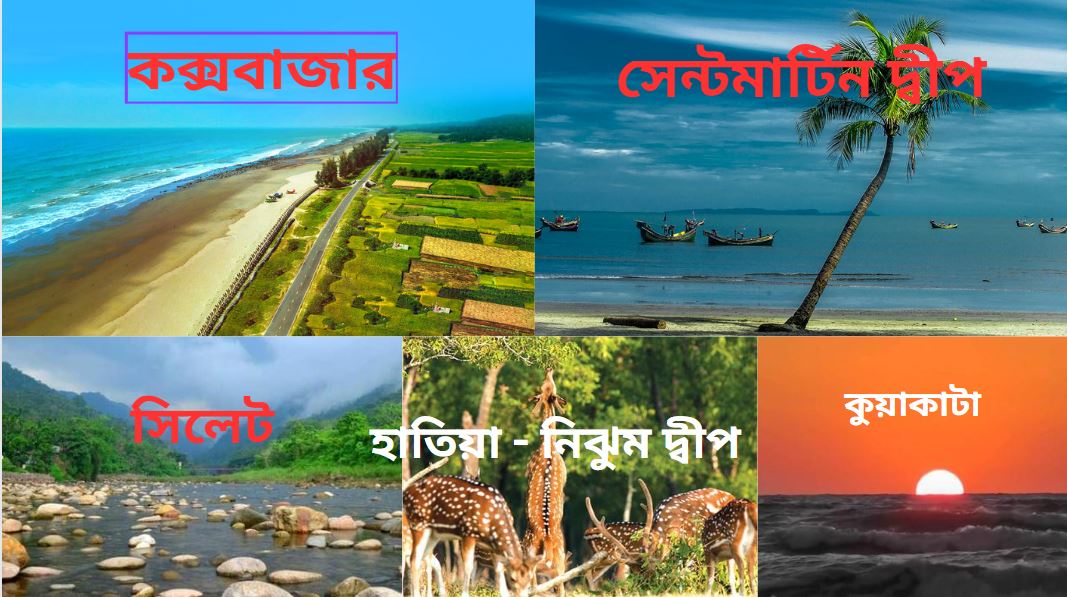 কক্সবাজার
সেন্টমার্টিন দ্বীপ
সিলেট
হাতিয়া - নিঝুম দ্বীপ
কুয়াকাটা